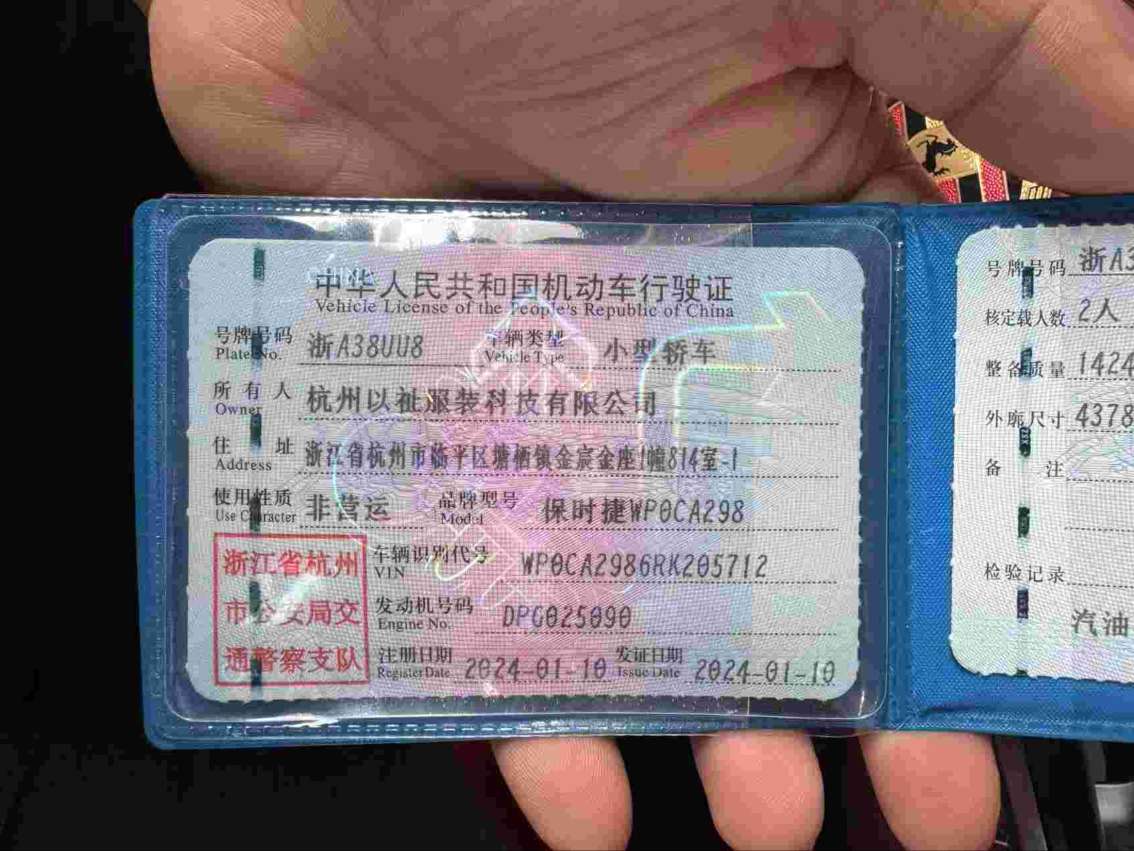 中华人民共和国机动车行驶证
Vehicle License of the People's Republic of China
号牌号码 浙A38UU8 车辆类型 小型轿车
Plate No. Vehicle Type
所有人 杭州以祉服装科技有限公司
Owner
住址 浙江省杭州市临平区塘栖镇金宸金座1幢814室-1
Address
使用性质 非营运 品牌型号 保时捷WP0CA298
Use Character Model
浙江省杭州
市公安局交
通警察支队
车辆识别代号 WP0CA2986RK205712
VIN
发动机号码 DPG025090
Engine No.
注册日期 2024-01-10 发证日期 2024-01-10
Register Date Issue Date
号牌号码 浙A3
核定载人数 2人
整备质量 1424
外廓尺寸 4378
备注
检验记录
汽油